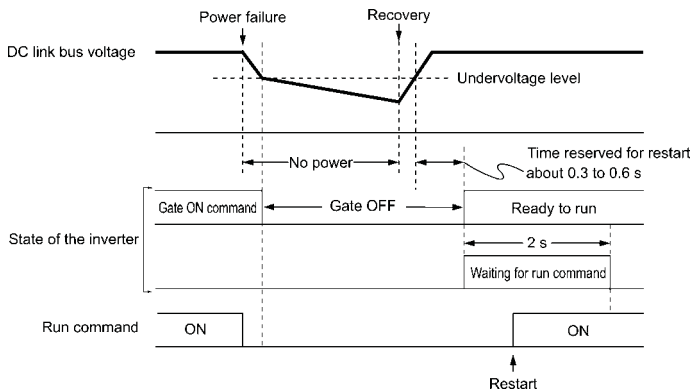 Power failure
Recovery
DC link bus voltage
Undervoltage level
No power
Time reserved for restart
about 0.3 to 0.6 s
Gate ON command
Gate OFF
Ready to run
State of the inverter
2 s
Waiting for run command
Run command
ON
ON
Restart